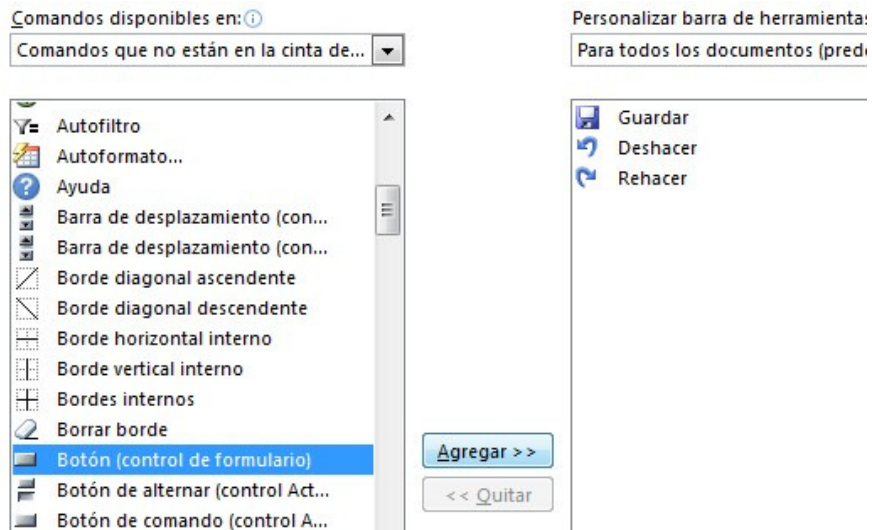 Comandos disponibles en:
Comandos que no están en la cinta de...
Autofiltro
Autoformato...
Ayuda
Barra de desplazamiento (con...
Barra de desplazamiento (con...
Borde diagonal ascendente
Borde diagonal descendente
Borde horizontal interno
Borde vertical interno
Bordes internos
Borrar borde
Botón (control de formulario)
Botón de alternar (control Act...
Botón de comando (control A...
Agregar >>
<< Quitar
Personalizar barra de herramientas
Para todos los documentos (prede
Guardar
Deshacer
Rehacer